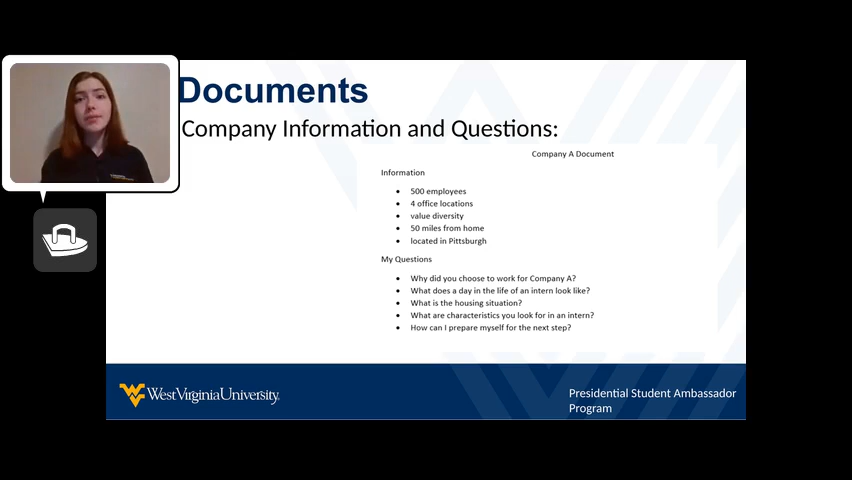 Documents
Company Information and Questions:
Company A Document
Information
• 500 employees
• 4 office locations
• value diversity
• 50 miles from home
• located in Pittsburgh
My Questions
• Why did you choose to work for Company A?
• What does a day in the life of an intern look like?
• What is the housing situation?
• What are characteristics you look for in an intern?
• How can I prepare myself for the next step?
WestVirginiaUniversity.
Presidential Student Ambassador
Program